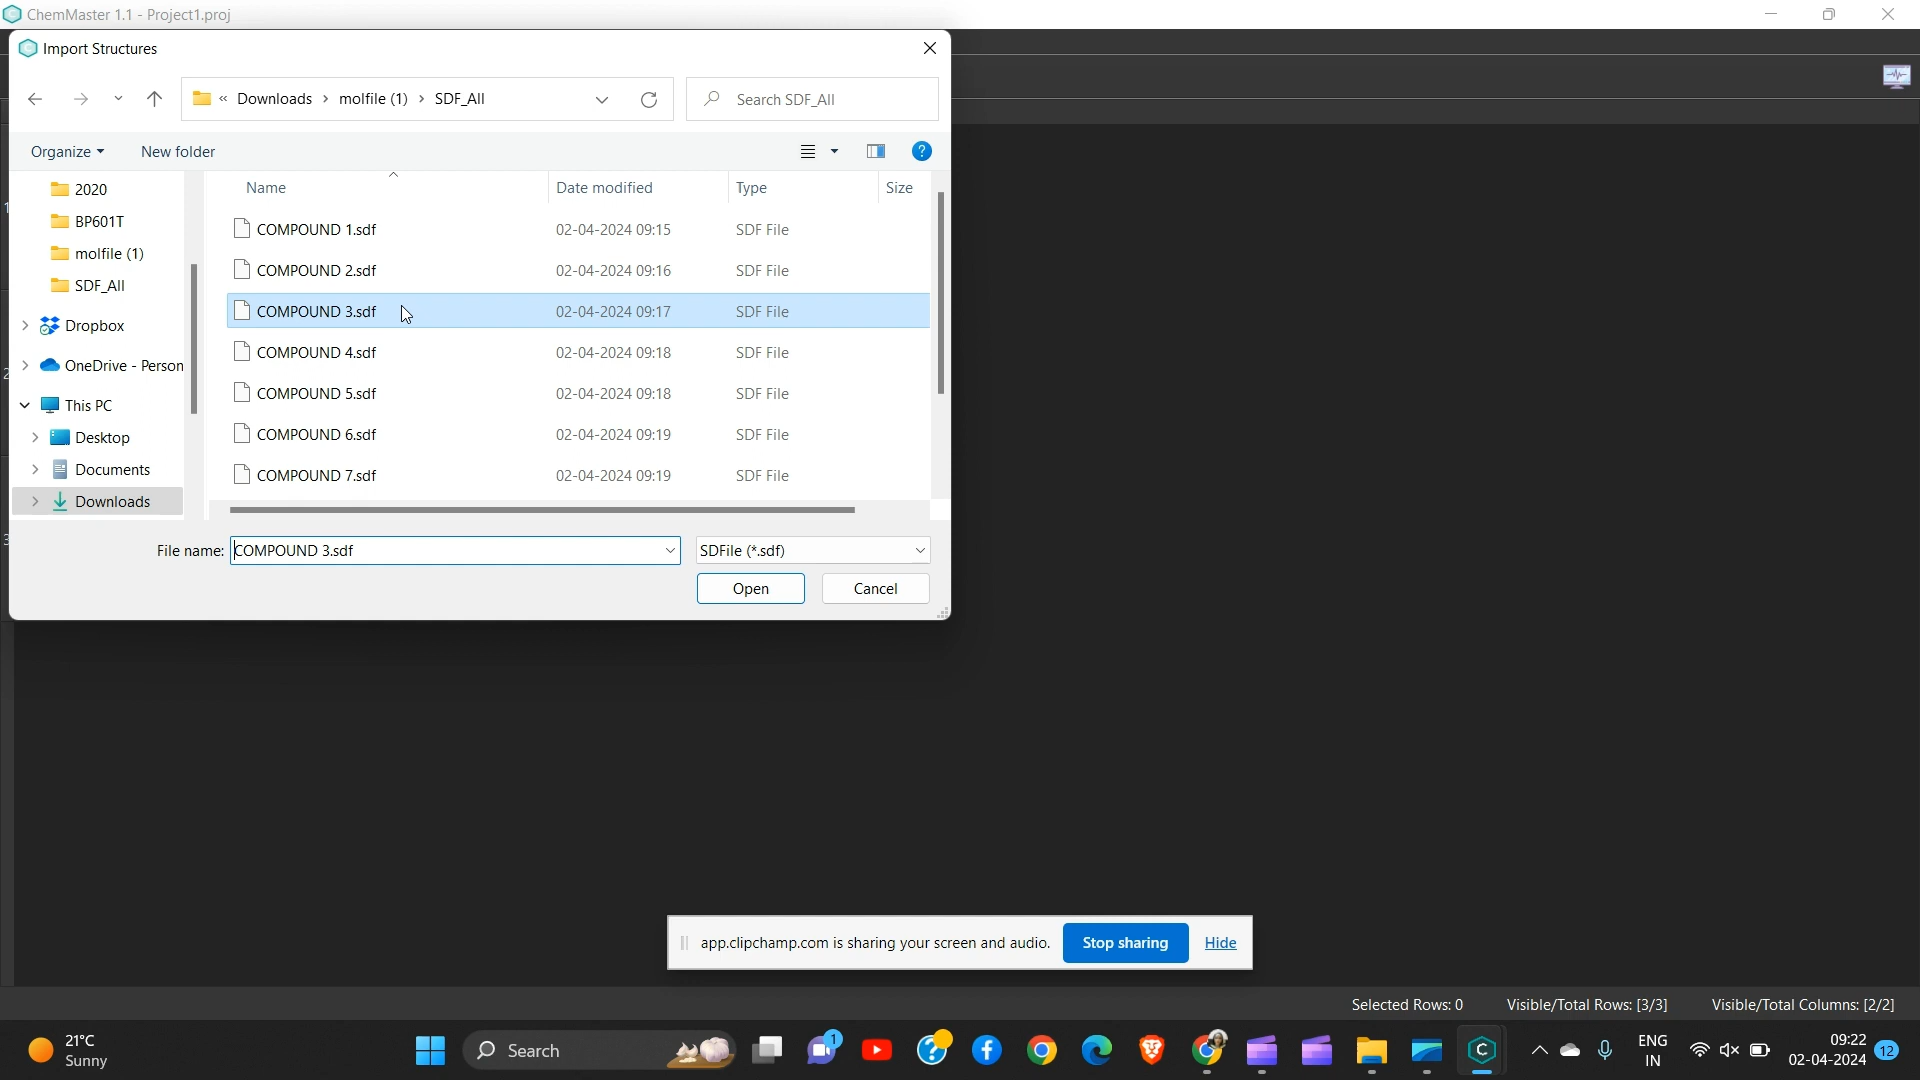 ChemMaster 1.1 - Project1.proj
Import Structures
« Downloads › molfile (1) › SDF_All
Search SDF_All
Organize
New folder
Name
Date modified
Type
Size
2020
BP601T
molfile (1)
SDF_All
Dropbox
OneDrive - Person
This PC
Desktop
Documents
Downloads
COMPOUND 1.sdf 02-04-2024 09:15 SDF File
COMPOUND 2.sdf 02-04-2024 09:16 SDF File
COMPOUND 3.sdf 02-04-2024 09:17 SDF File
COMPOUND 4.sdf 02-04-2024 09:18 SDF File
COMPOUND 5.sdf 02-04-2024 09:18 SDF File
COMPOUND 6.sdf 02-04-2024 09:19 SDF File
COMPOUND 7.sdf 02-04-2024 09:19 SDF File
File name: COMPOUND 3.sdf
SDFile (*.sdf)
Open
Cancel
1
2
3
app.clipchamp.com is sharing your screen and audio.
Stop sharing
Hide
Selected Rows: 0
Visible/Total Rows: [3/3]
Visible/Total Columns: [2/2]
21°C
Sunny
Search
1
ENG
IN
09:22
02-04-2024
12